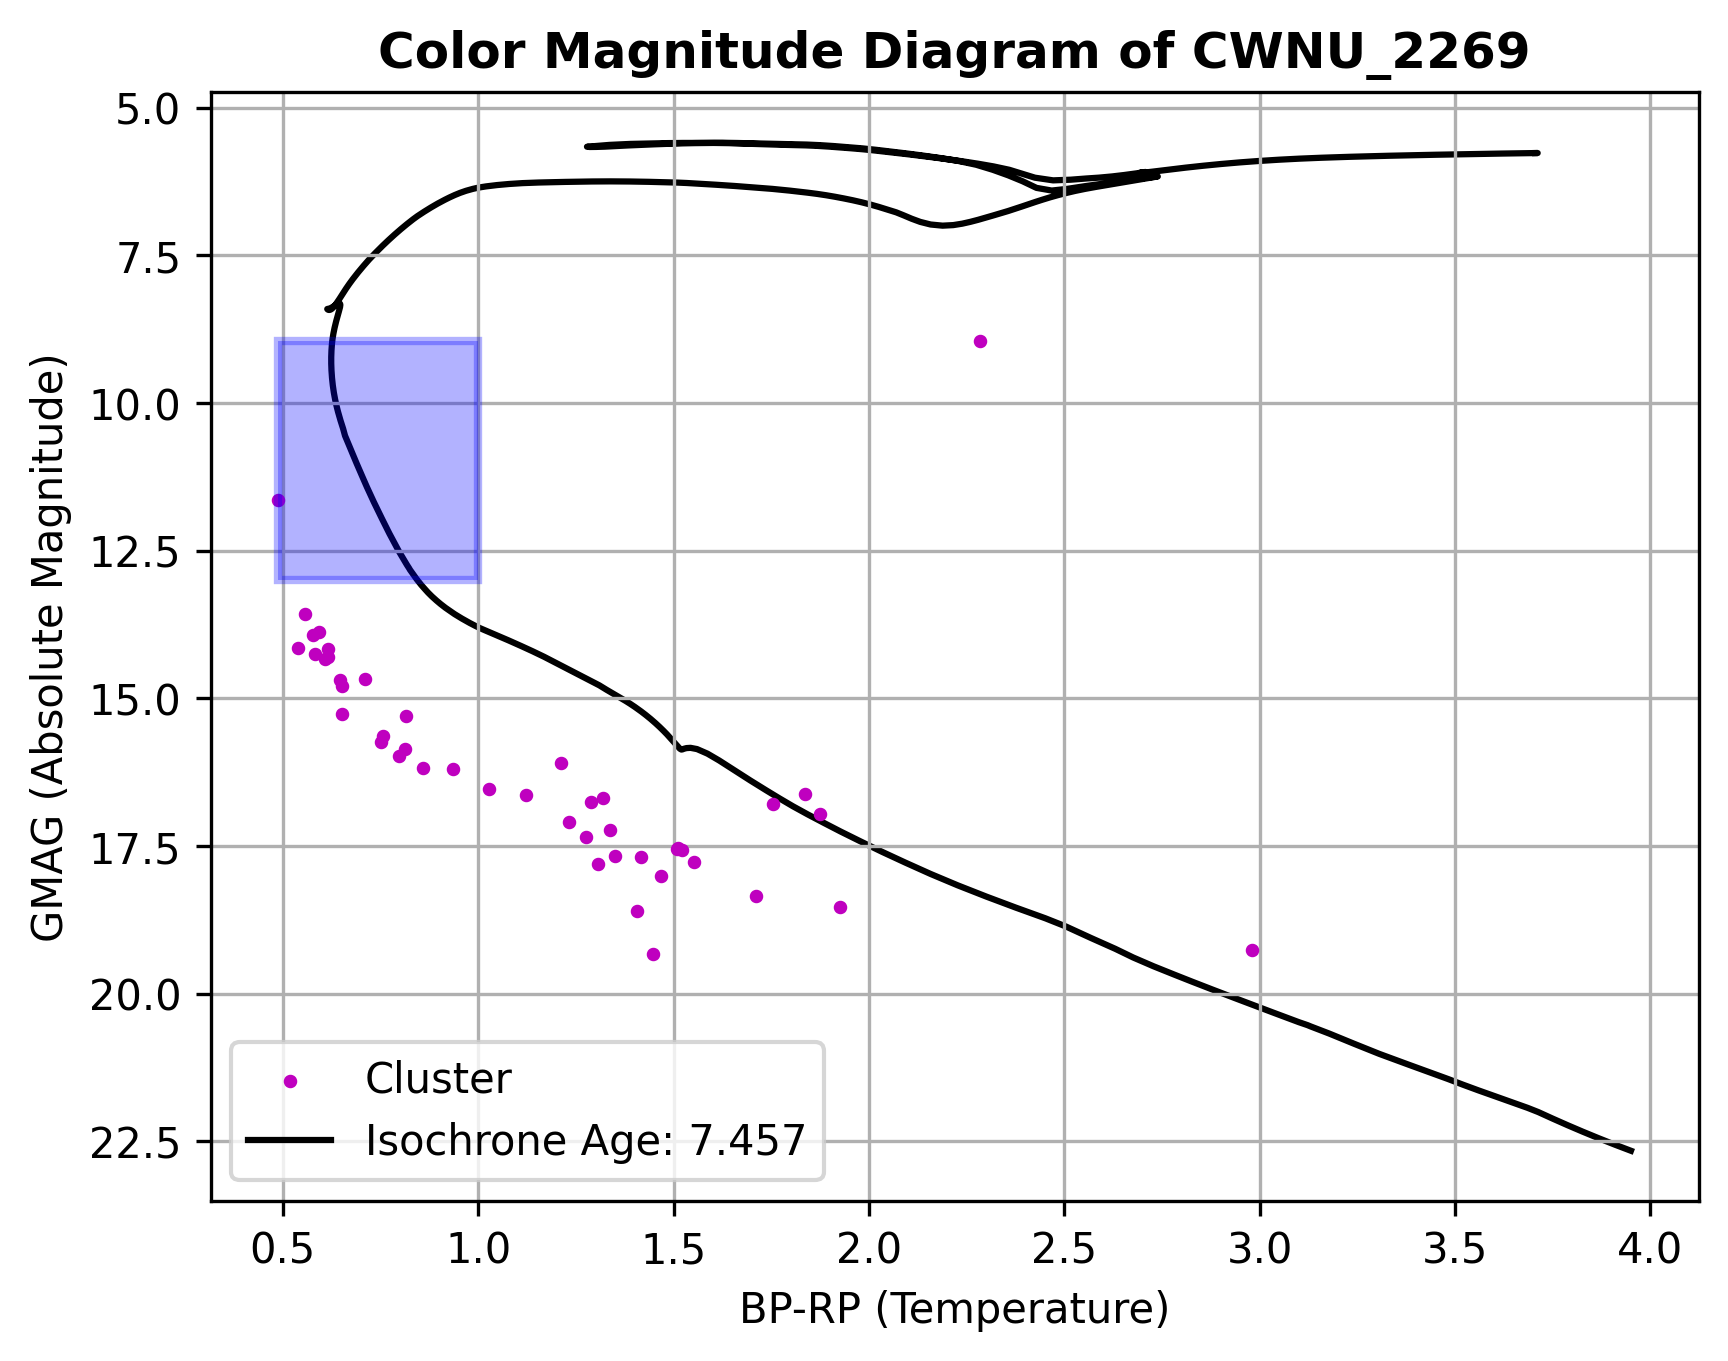 Color Magnitude Diagram of CWNU_2269
GMAG (Absolute Magnitude)
5.0
7.5
10.0
12.5
15.0
17.5
20.0
22.5
Cluster
Isochrone Age: 7.457
0.5 1.0 1.5 2.0 2.5 3.0 3.5 4.0
BP-RP (Temperature)